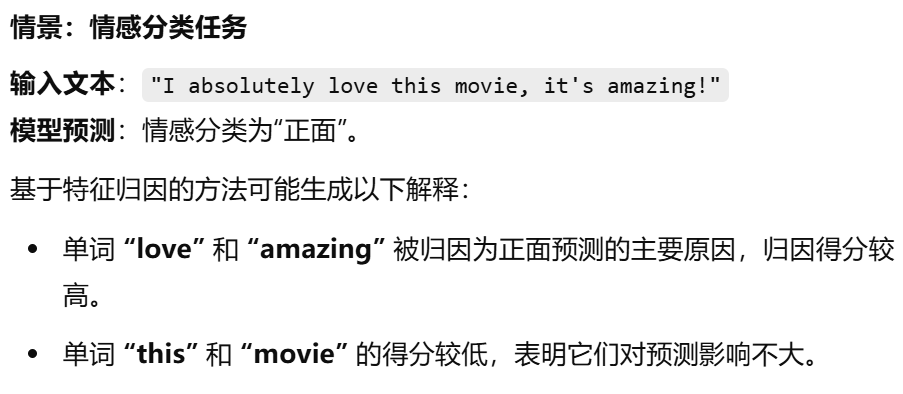 情景：情感分类任务
输入文本："I absolutely love this movie, it's amazing!"
模型预测：情感分类为“正面”。
基于特征归因的方法可能生成以下解释：
• 单词 “love” 和 “amazing” 被归因为正面预测的主要原因，归因得分较
高。
• 单词 “this” 和 “movie” 的得分较低，表明它们对预测影响不大。